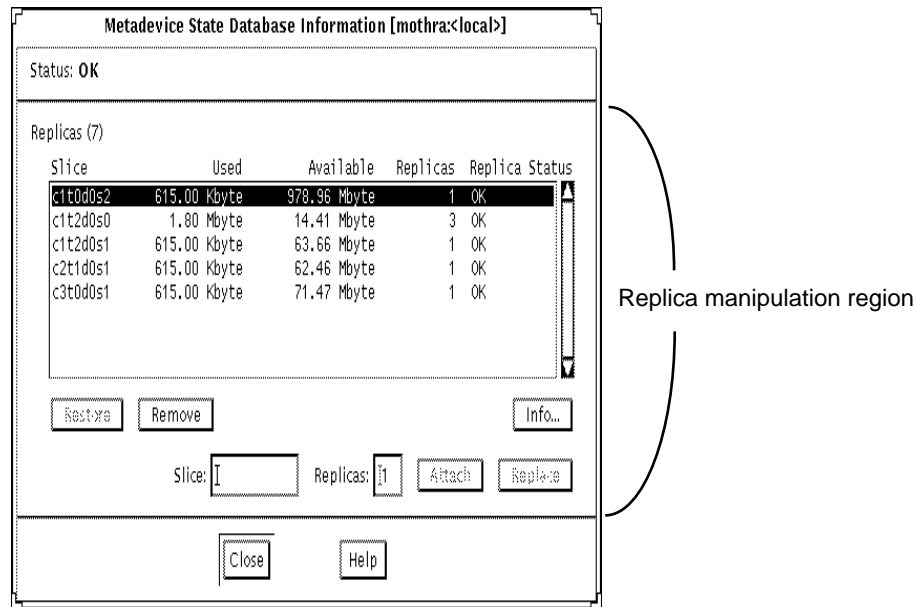 Metadevice State Database Information [mothra:<local>]
Status: OK
Replicas (7)
Slice Used Available Replicas Replica Status
c1t0d0s2 615.00 Kbyte 978.96 Mbyte 1 OK
c1t2d0s0 1.80 Mbyte 14.41 Mbyte 3 OK
c1t2d0s1 615.00 Kbyte 63.66 Mbyte 1 OK
c2t1d0s1 615.00 Kbyte 62.46 Mbyte 1 OK
c3t0d0s1 615.00 Kbyte 71.47 Mbyte 1 OK
Replica manipulation region
Restore Remove Info...
Slice: Replicas: 1 Attach Replace
Close Help